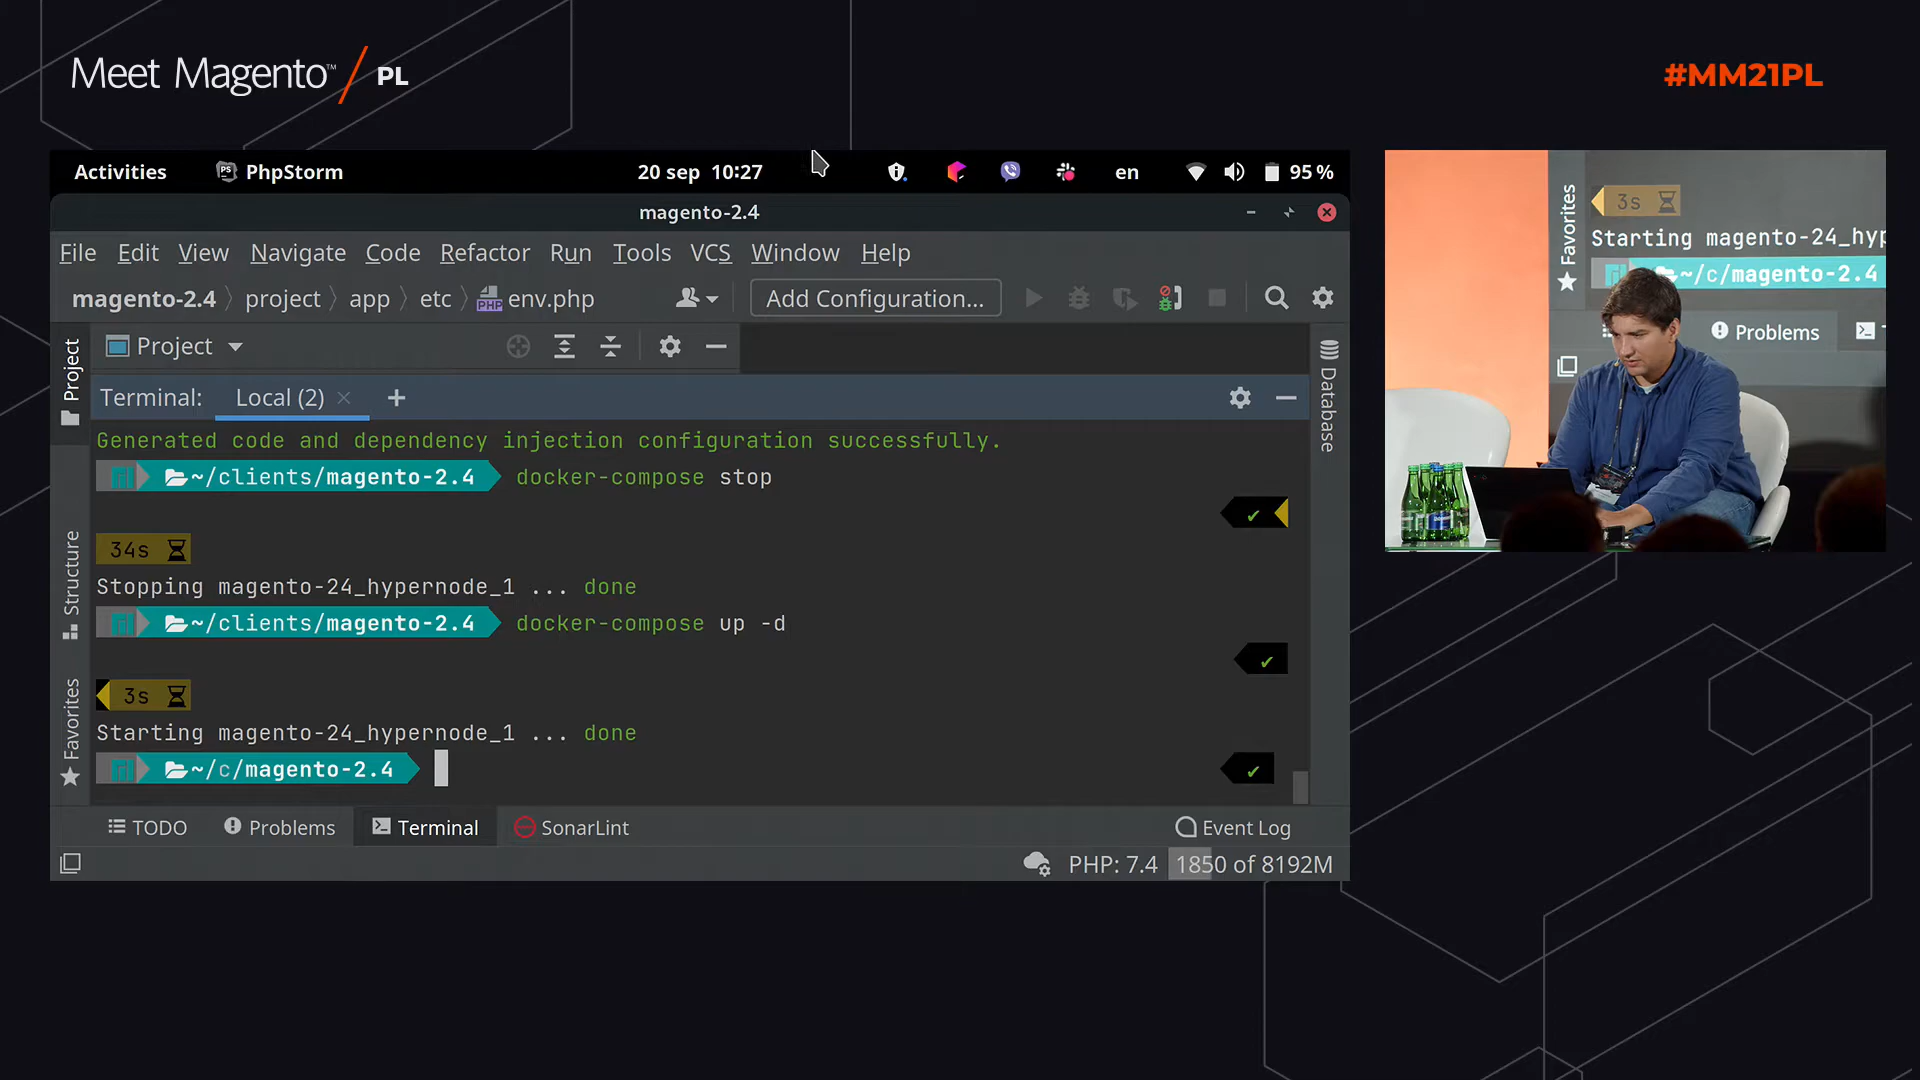 Meet Magento™ / PL
#MM21PL
Activities PhpStorm 20 sep 10:27 en 95 %
magento-2.4
File Edit View Navigate Code Refactor Run Tools VCS Window Help
magento-2.4 project app etc env.php Add Configuration...
Project
Project
Terminal: Local (2) × +
Generated code and dependency injection configuration successfully.
~/clients/magento-2.4 docker-compose stop
34s
Stopping magento-24_hypernode_1 ... done
~/clients/magento-2.4 docker-compose up -d
3s
Starting magento-24_hypernode_1 ... done
~/c/magento-2.4
Structure
Favorites
Database
TODO Problems Terminal SonarLint Event Log
PHP: 7.4 1850 of 8192M
Favorites
3s
Starting magento-24_hyp
~/c/magento-2.4
Problems